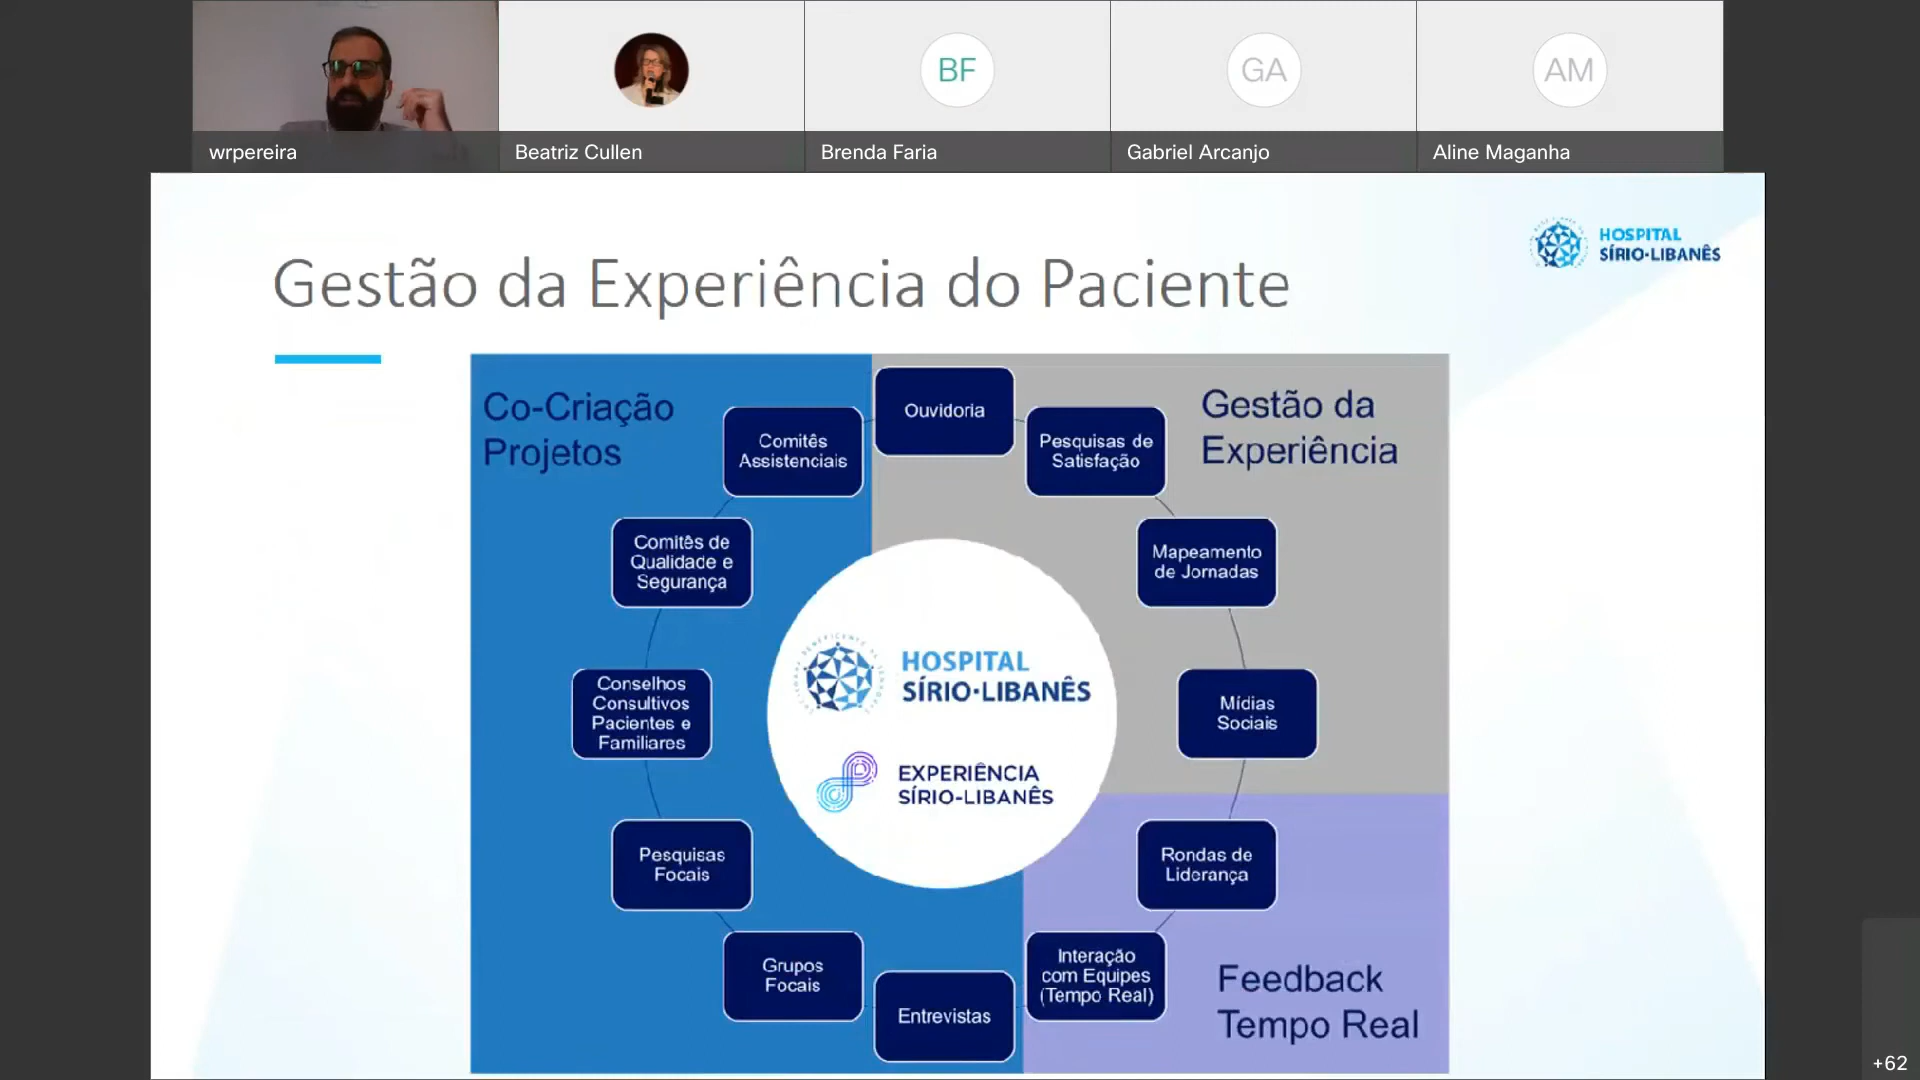 BF
GA
AM
wrpereira
Beatriz Cullen
Brenda Faria
Gabriel Arcanjo
Aline Maganha
HOSPITAL
SÍRIO·LIBANÊS
Gestão da Experiência do Paciente
Co-Criação
Projetos
Gestão da
Experiência
Ouvidoria
Pesquisas de
Satisfação
Mapeamento
de Jornadas
Mídias
Sociais
Rondas de
Liderança
Interação
com Equipes
(Tempo Real)
Entrevistas
Grupos
Focais
Pesquisas
Focais
Conselhos
Consultivos
Pacientes e
Familiares
Comitês de
Qualidade e
Segurança
Comitês
Assistenciais
HOSPITAL
SÍRIO·LIBANÊS
EXPERIÊNCIA
SÍRIO-LIBANÊS
Feedback
Tempo Real
+62